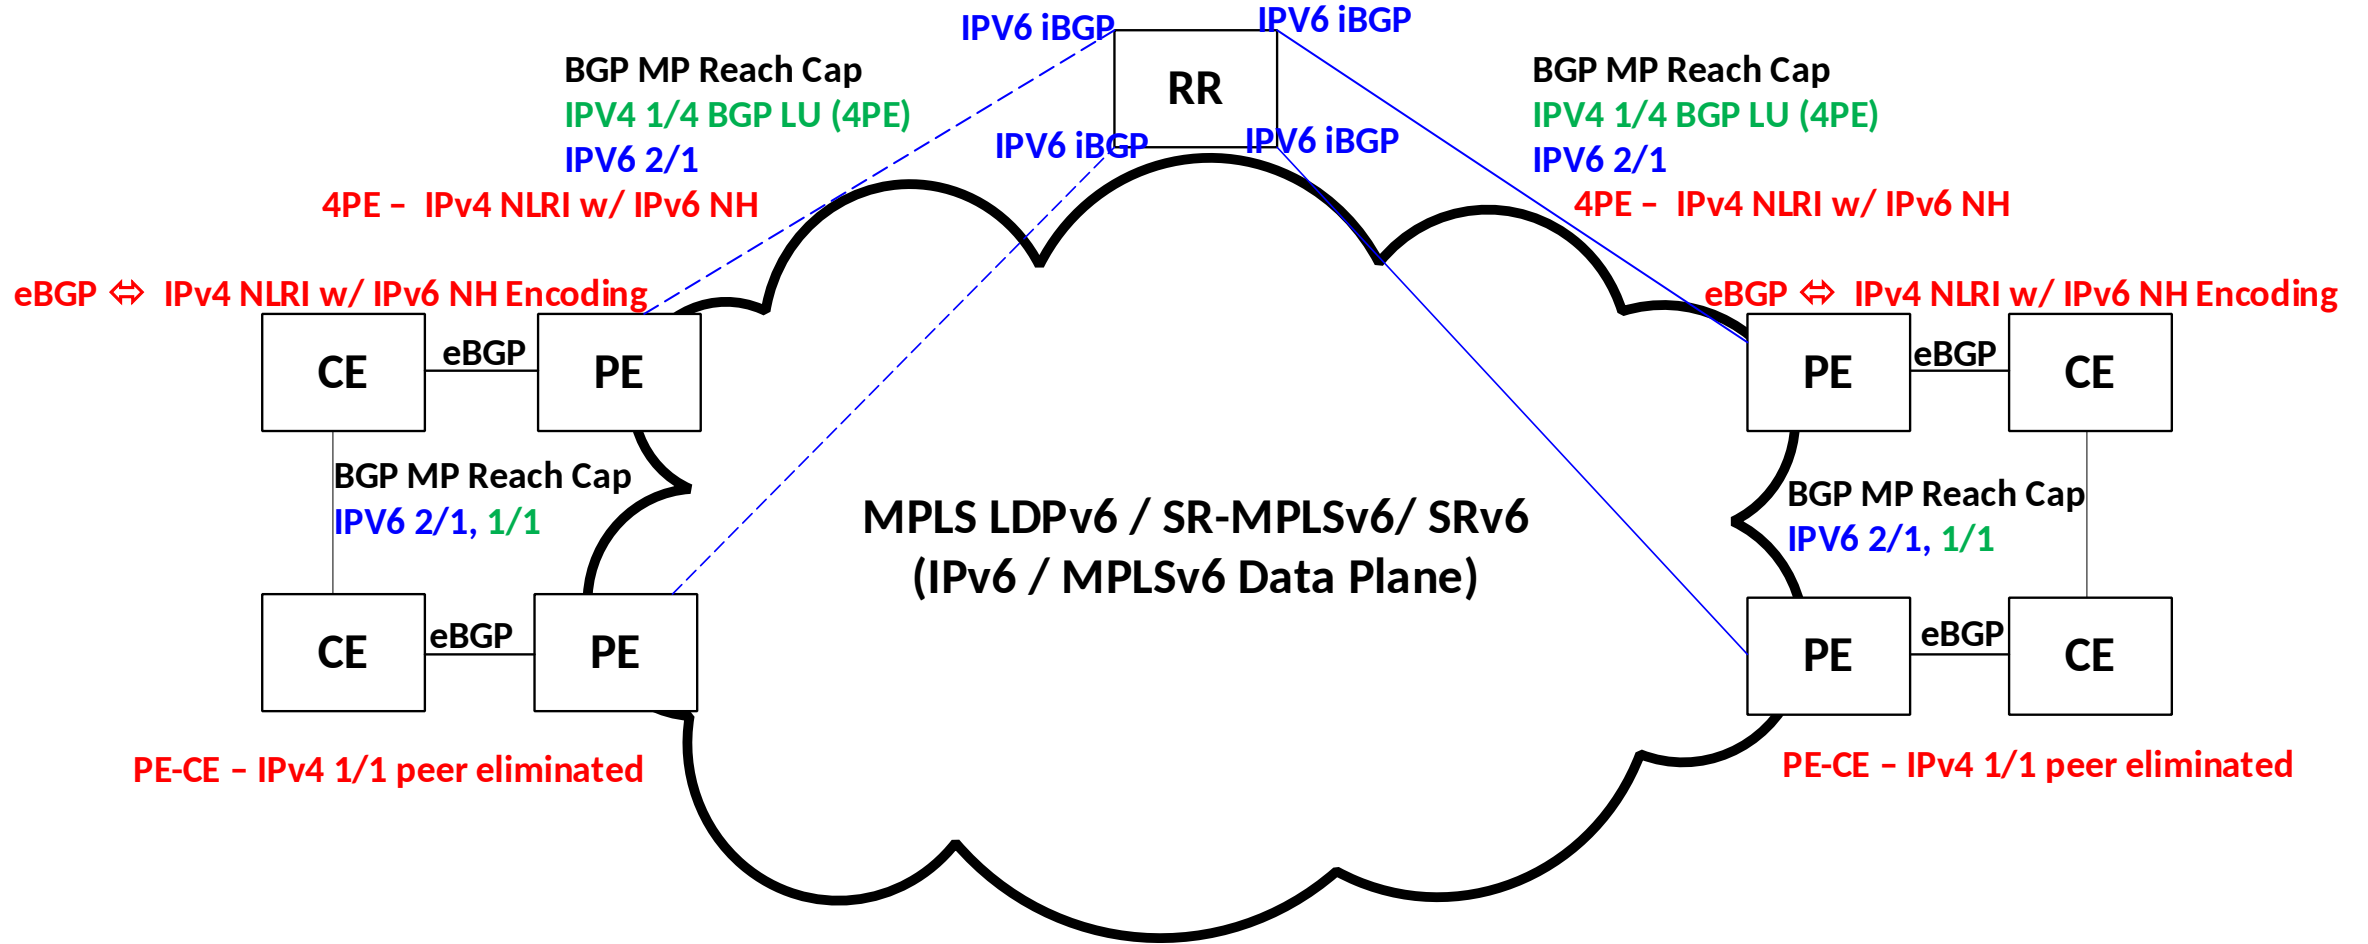 IPV6 iBGP
IPV6 iBGP
BGP MP Reach Cap
IPV4 1/4 BGP LU (4PE)
IPV6 2/1
4PE – IPv4 NLRI w/ IPv6 NH
RR
IPV6 iBGP
IPV6 iBGP
BGP MP Reach Cap
IPV4 1/4 BGP LU (4PE)
IPV6 2/1
4PE – IPv4 NLRI w/ IPv6 NH
eBGP ⬄ IPv4 NLRI w/ IPv6 NH Encoding
eBGP ⬄ IPv4 NLRI w/ IPv6 NH Encoding
CE
eBGP
PE
PE
eBGP
CE
BGP MP Reach Cap
IPV6 2/1, 1/1
MPLS LDPv6 / SR-MPLSv6/ SRv6
(IPv6 / MPLSv6 Data Plane)
BGP MP Reach Cap
IPV6 2/1, 1/1
CE
eBGP
PE
PE
eBGP
CE
PE-CE – IPv4 1/1 peer eliminated
PE-CE – IPv4 1/1 peer eliminated